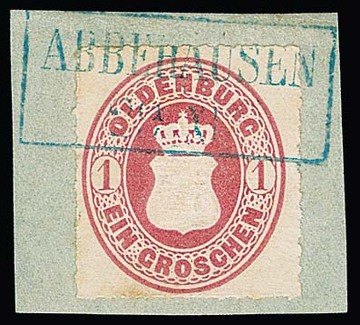 ABBEHAUSEN
OLDENBURG
1 1
EIN GROSCHEN